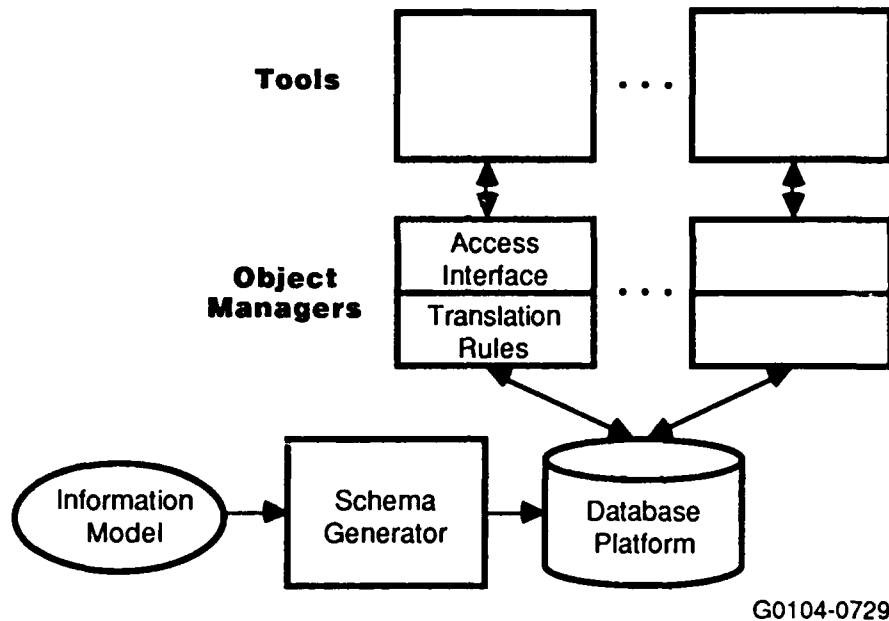 Tools
. . .
Access
Interface
Object
Managers
. . .
Translation
Rules
Information
Model
Schema
Generator
Database
Platform
G0104-0729